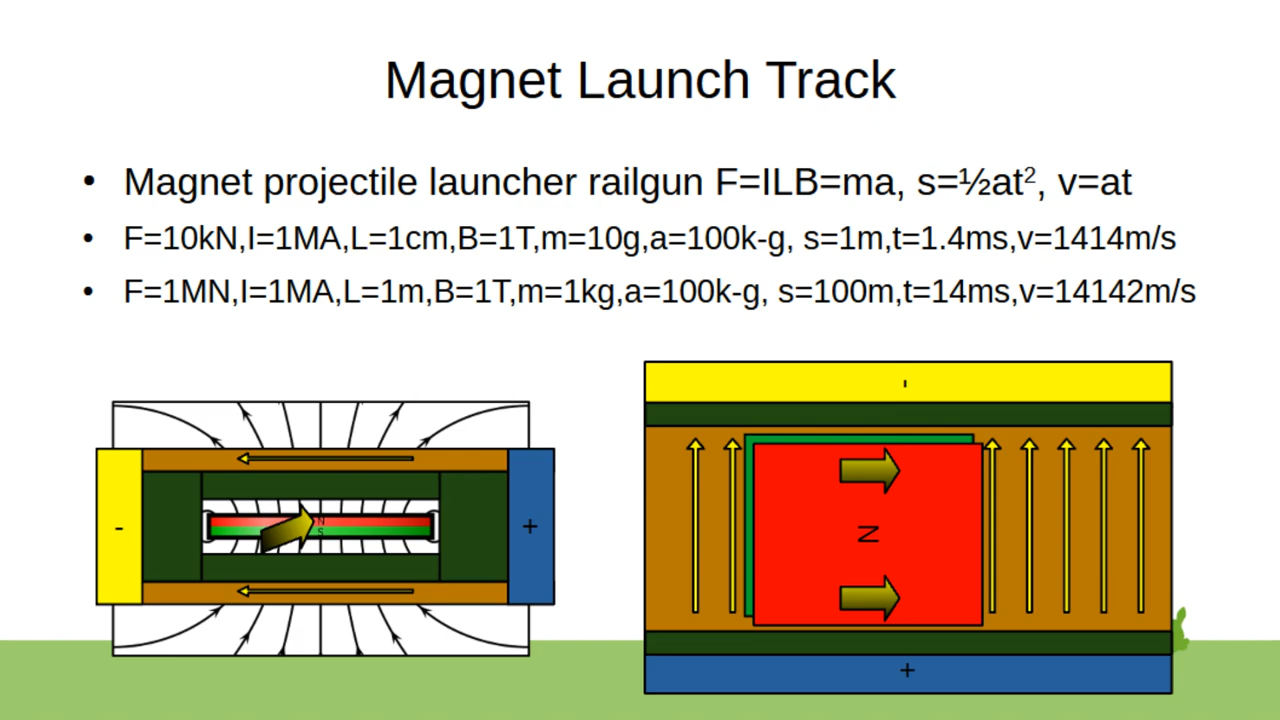 Magnet Launch Track
• Magnet projectile launcher railgun F=ILB=ma, s=½at², v=at
• F=10kN,I=1MA,L=1cm,B=1T,m=10g,a=100k-g, s=1m,t=1.4ms,v=1414m/s
• F=1MN,I=1MA,L=1m,B=1T,m=1kg,a=100k-g, s=100m,t=14ms,v=14142m/s
-
N
S
- +
N
+